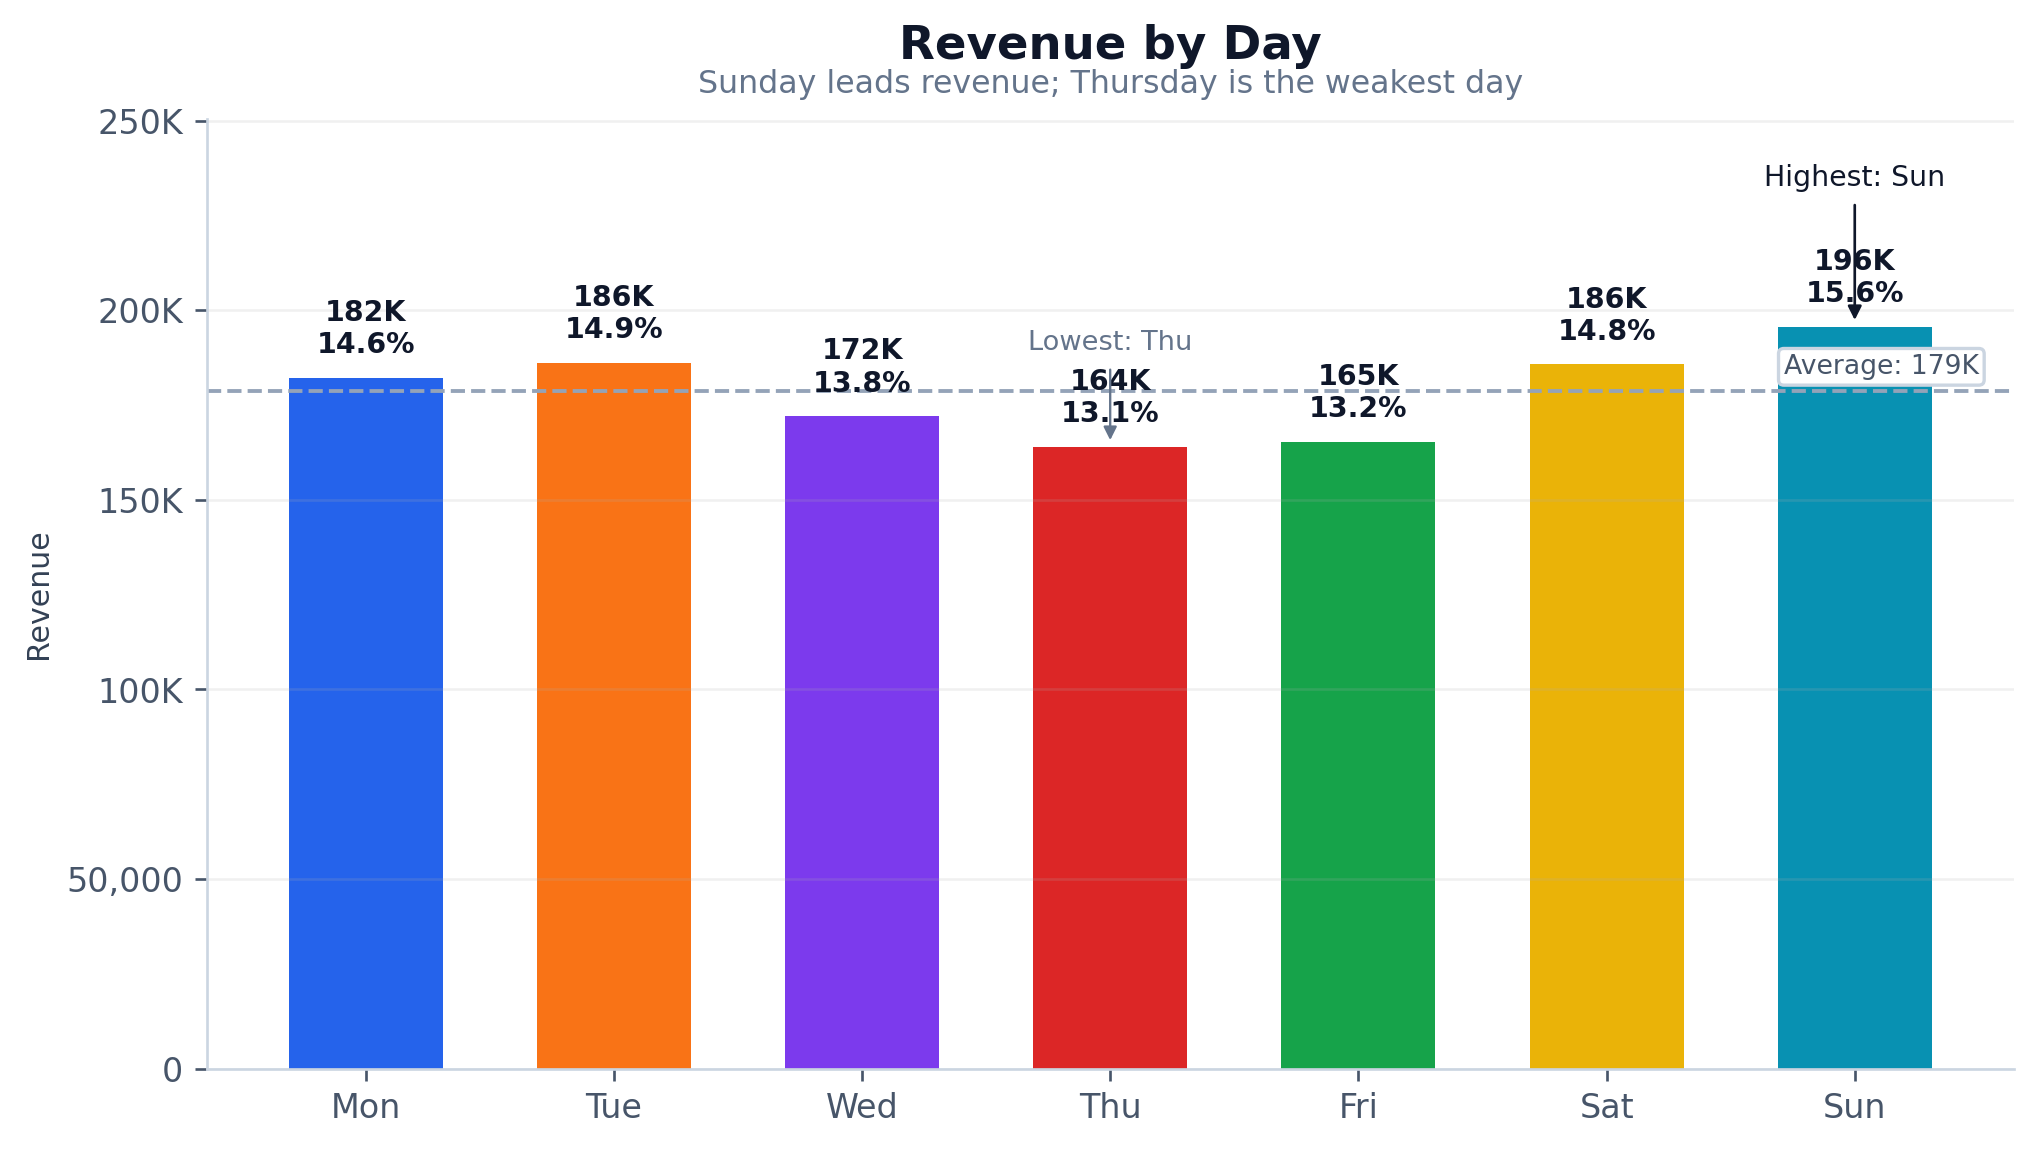 Revenue by Day
Sunday leads revenue; Thursday is the weakest day
250K
200K
150K
100K
50,000
0
Revenue
182K
14.6%
186K
14.9%
172K
13.8%
Lowest: Thu
164K
13.1%
165K
13.2%
186K
14.8%
Highest: Sun
196K
15.6%
Average: 179K
Mon
Tue
Wed
Thu
Fri
Sat
Sun